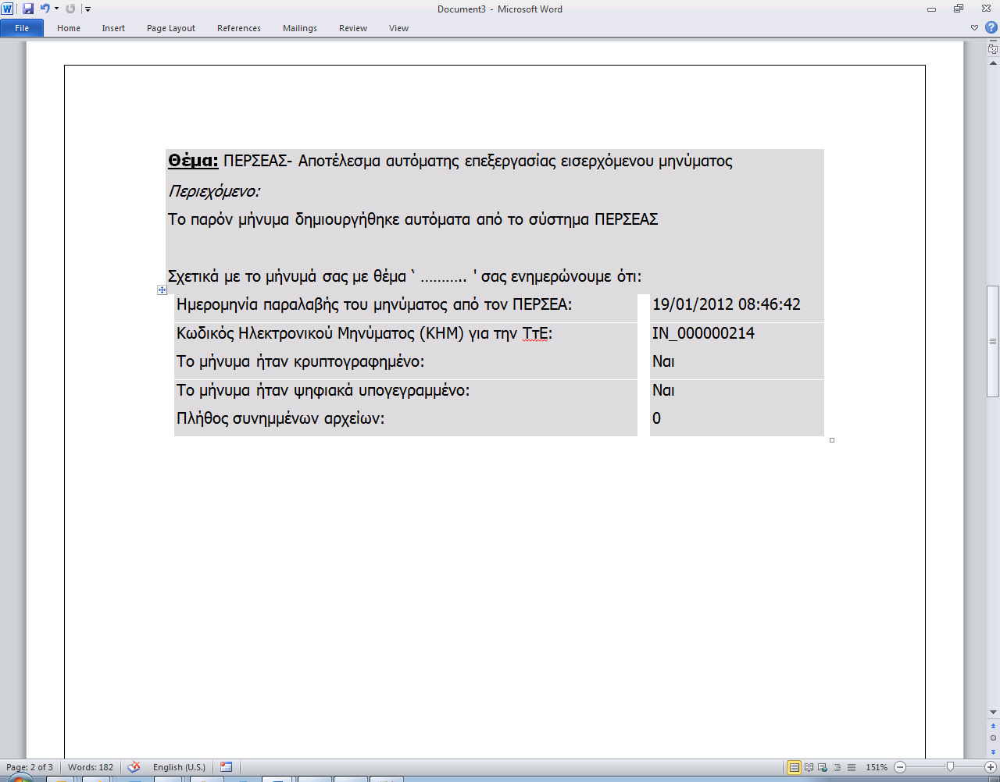 Document3 - Microsoft Word
File Home Insert Page Layout References Mailings Review View
Θέμα: ΠΕΡΣΕΑΣ- Αποτέλεσμα αυτόματης επεξεργασίας εισερχόμενου μηνύματος
Περιεχόμενο:
Το παρόν μήνυμα δημιουργήθηκε αυτόματα από το σύστημα ΠΕΡΣΕΑΣ
Σχετικά με το μήνυμά σας με θέμα ` ……….. ' σας ενημερώνουμε ότι:
Ημερομηνία παραλαβής του μηνύματος από τον ΠΕΡΣΕΑ: 19/01/2012 08:46:42
Κωδικός Ηλεκτρονικού Μηνύματος (ΚΗΜ) για την ΤτΕ: IN_000000214
Το μήνυμα ήταν κρυπτογραφημένο: Ναι
Το μήνυμα ήταν ψηφιακά υπογεγραμμένο: Ναι
Πλήθος συνημμένων αρχείων: 0
Page: 2 of 3 Words: 182 English (U.S.) 151%